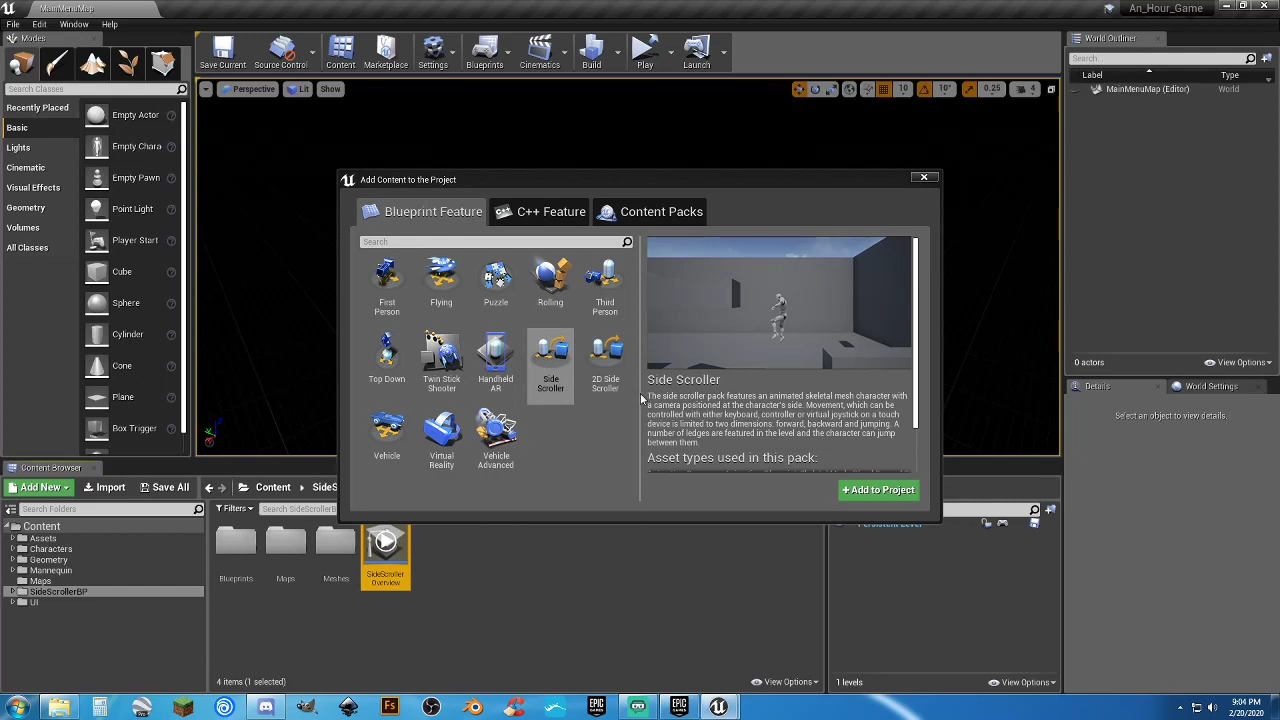 MainMenuMap
An_Hour_Game
File Edit Window Help
Modes
Save Current
Source Control
Content
Marketplace
Settings
Blueprints
Cinematics
Build
Play
Launch
World Outliner
Search...
Label
Type
MainMenuMap (Editor)
World
Search Classes
Perspective
Lit
Show
10
10°
0.25
4
Recently Placed
Basic
Lights
Cinematic
Visual Effects
Geometry
Volumes
All Classes
Empty Actor
Empty Chara
Empty Pawn
Point Light
Player Start
Cube
Sphere
Cylinder
Cone
Plane
Box Trigger
Add Content to the Project
Blueprint Feature
C++ Feature
Content Packs
Search
First Person
Flying
Puzzle
Rolling
Third Person
Top Down
Twin Stick Shooter
Handheld AR
Side Scroller
2D Side Scroller
Vehicle
Virtual Reality
Vehicle Advanced
Side Scroller
The side scroller pack features an animated skeletal mesh character with
a camera positioned at the character's side. Movement, which can be
controlled with either keyboard, controller or virtual joystick on a touch
device is limited to two dimensions: forward, backward and jumping. A
number of ledges are featured in the level and the character can jump
between them.
Asset types used in this pack:
+ Add to Project
0 actors
View Options
Details
World Settings
Select an object to view details.
Content Browser
Add New
Import
Save All
Content
SideS
Search Folders
Filters
Search SideScrollerB
Content
Assets
Characters
Geometry
Mannequin
Maps
SideScrollerBP
UI
Blueprints
Maps
Meshes
SideScroller Overview
Persistent Level
4 items (1 selected)
View Options
1 levels
View Options
9:04 PM
2/20/2020